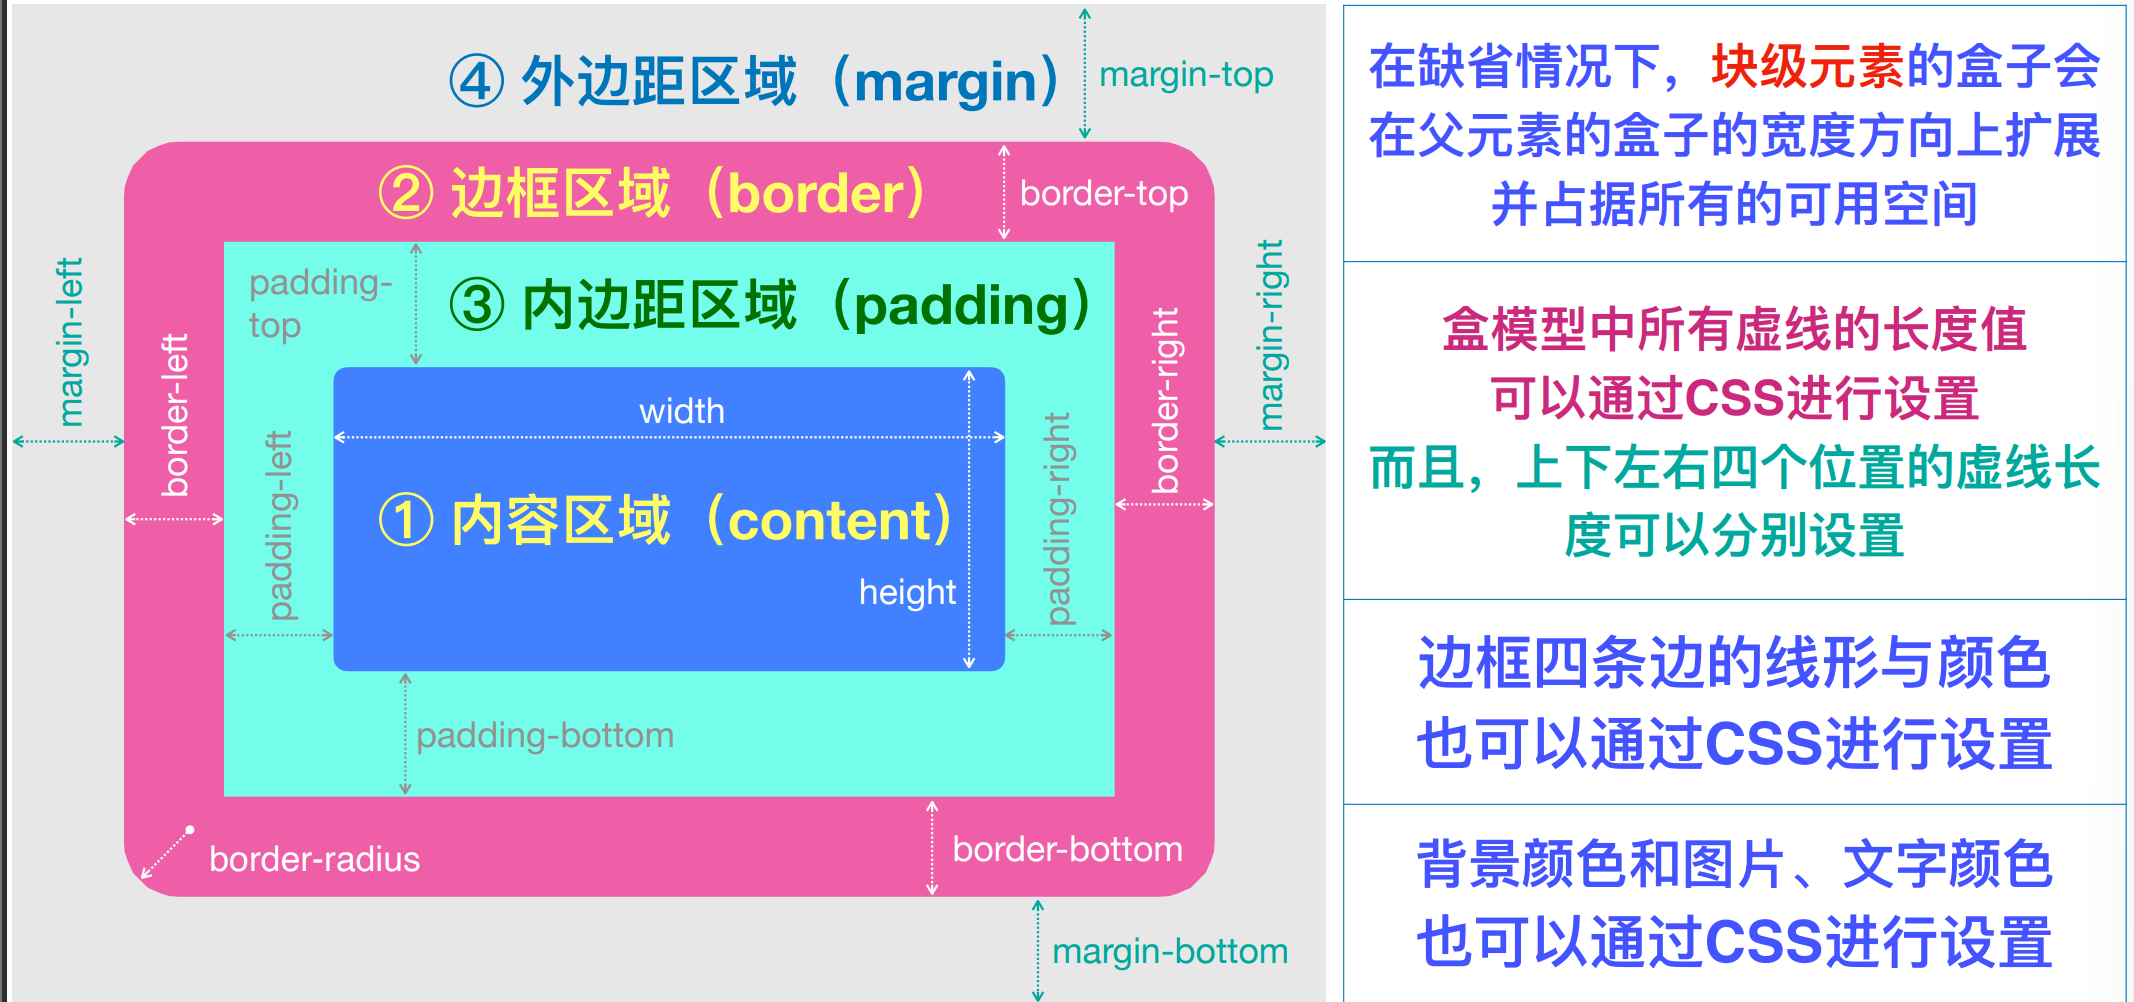 ④ 外边距区域（margin）
margin-top
② 边框区域（border）
border-top
margin-left
border-left
padding-
top
③ 内边距区域（padding）
margin-right
border-right
width
padding-left
① 内容区域（content）
padding-right
height
padding-bottom
border-radius
border-bottom
margin-bottom
在缺省情况下，块级元素的盒子会
在父元素的盒子的宽度方向上扩展
并占据所有的可用空间
盒模型中所有虚线的长度值
可以通过CSS进行设置
而且，上下左右四个位置的虚线长
度可以分别设置
边框四条边的线形与颜色
也可以通过CSS进行设置
背景颜色和图片、文字颜色
也可以通过CSS进行设置